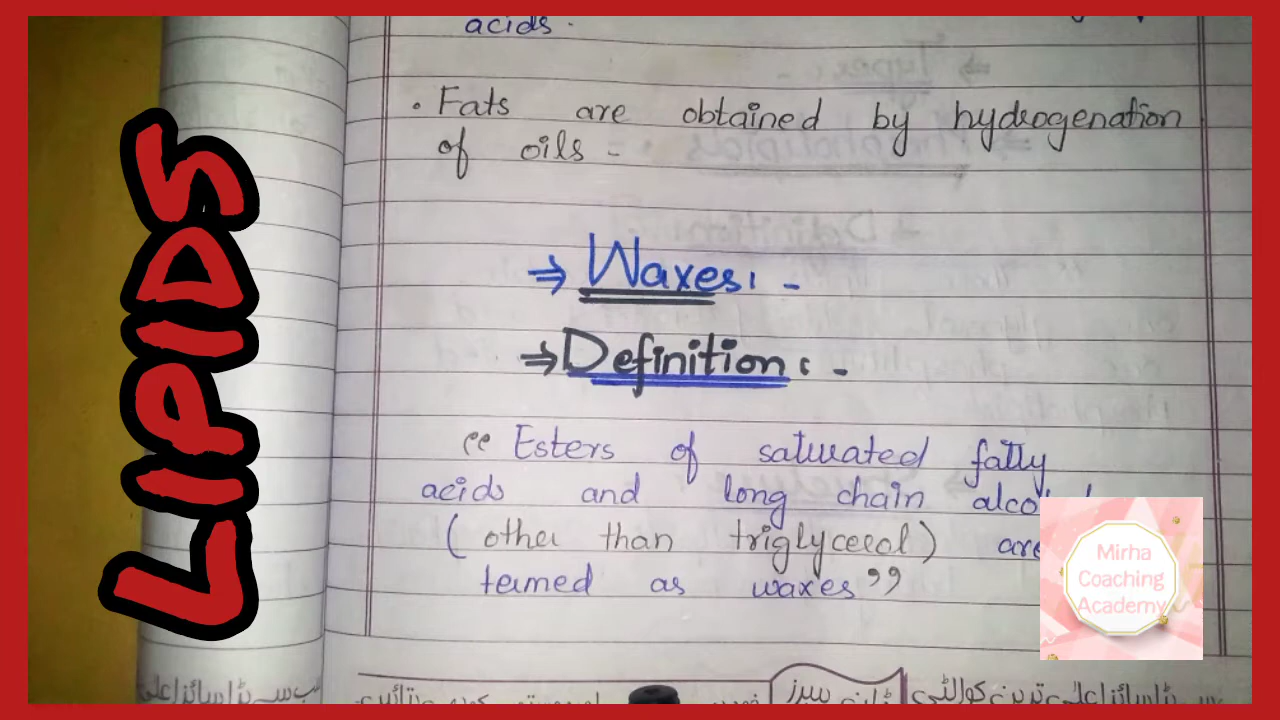 LIPIDS
acids.
• Fats are obtained by hydrogenation
of oils -
⇒ Waxes: -
⇒ Definition: -
“ Esters of saturated fatty
acids and long chain
( other than triglycerol) are
termed as waxes”
Mirha
Coaching
Academy